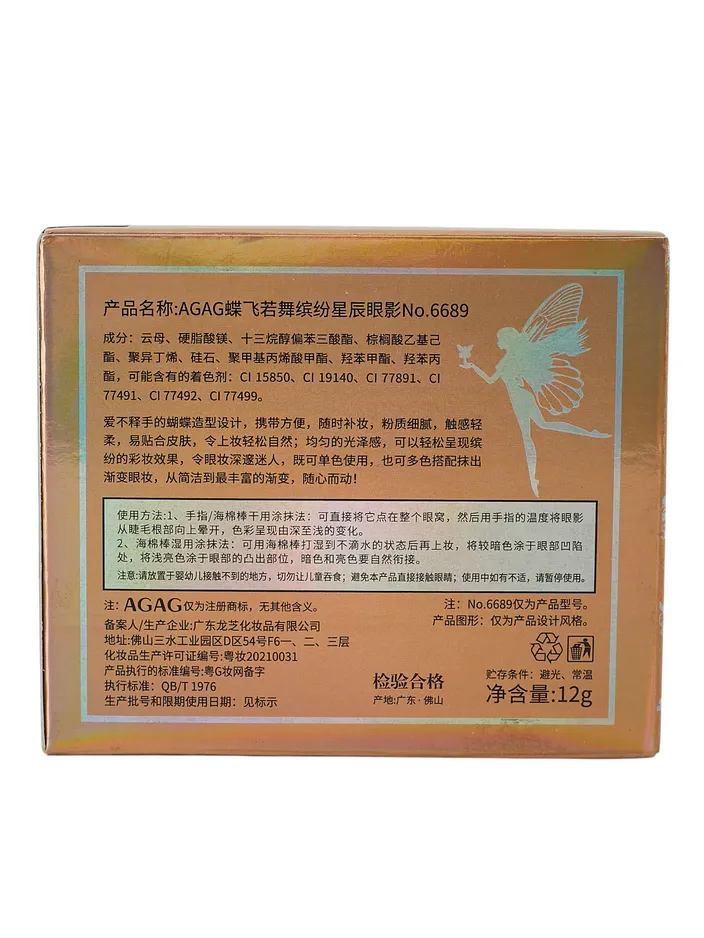 产品名称:AGAG蝶飞若舞缤纷星辰眼影No.6689
成分：云母、硬脂酸镁、十三烷醇偏苯三酸酯、棕榈酸乙基己
酯、聚异丁烯、硅石、聚甲基丙烯酸甲酯、羟苯甲酯、羟苯丙
酯，可能含有的着色剂：CI 15850、CI 19140、CI 77891、CI
77491、CI 77492、CI 77499。
爱不释手的蝴蝶造型设计，携带方便，随时补妆，粉质细腻，触感轻
柔，易贴合皮肤，令上妆轻松自然；均匀的光泽感，可以轻松呈现缤
纷的彩妆效果，令眼妆深邃迷人，既可单色使用，也可多色搭配抹出
渐变眼妆，从简洁到最丰富的渐变，随心而动！
使用方法:1、手指/海棉棒干用涂抹法：可直接将它点在整个眼窝，然后用手指的温度将眼影
从睫毛根部向上晕开，色彩呈现由深至浅的变化。
2、海棉棒湿用涂抹法：可用海棉棒打湿到不滴水的状态后再上妆，将较暗色涂于眼部凹陷
处，将浅亮色涂于眼部的凸出部位，暗色和亮色要自然衔接。
注意:请放置于婴幼儿接触不到的地方，切勿让儿童吞食；避免本产品直接接触眼睛；使用中如有不适，请暂停使用。
注：AGAG仅为注册商标，无其他含义。
备案人/生产企业:广东龙芝化妆品有限公司
地址:佛山三水工业园区D区54号F6一、二、三层
化妆品生产许可证编号:粤妆20210031
产品执行的标准编号:粤G妆网备字
执行标准：QB/T 1976
生产批号和限期使用日期：见标示
检验合格
产地:广东·佛山
注：No.6689仅为产品型号。
产品图形：仅为产品设计风格。
贮存条件：避光、常温
净含量:12g